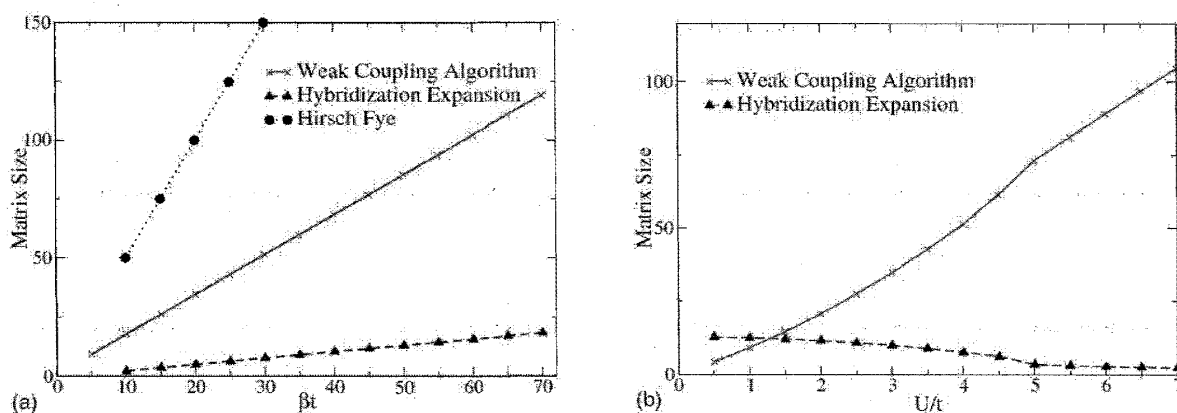 150
100
50
0
Matrix Size
Weak Coupling Algorithm
Hybridization Expansion
Hirsch Fye
0 10 20 30 40 50 60 70
βt
(a)
100
50
0
Matrix Size
Weak Coupling Algorithm
Hybridization Expansion
0 1 2 3 4 5 6 7
U/t
(b)